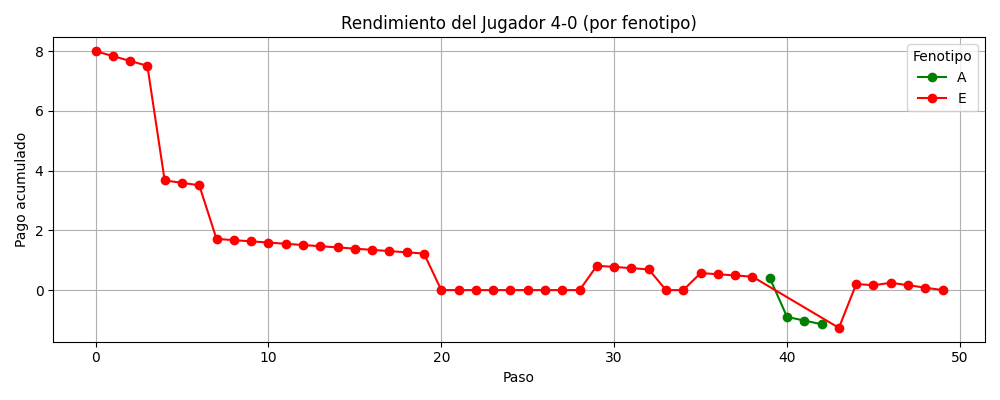 Rendimiento del Jugador 4-0 (por fenotipo)
Pago acumulado
8
6
4
2
0
Fenotipo
A
E
0 10 20 30 40 50
Paso